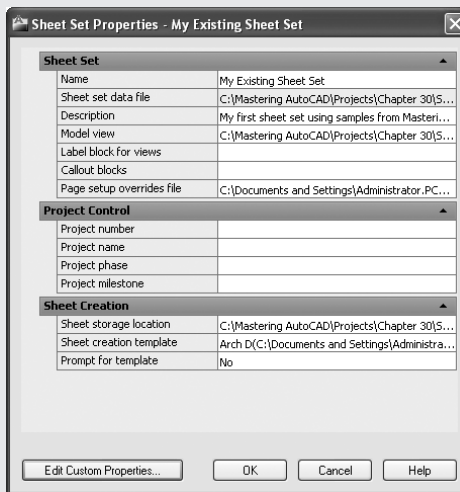 Sheet Set Properties - My Existing Sheet Set
Sheet Set
Name My Existing Sheet Set
Sheet set data file C:\Mastering AutoCAD\Projects\Chapter 30\S...
Description My first sheet set using samples from Masteri...
Model view C:\Mastering AutoCAD\Projects\Chapter 30\S...
Label block for views
Callout blocks
Page setup overrides file C:\Documents and Settings\Administrator.PC...
Project Control
Project number
Project name
Project phase
Project milestone
Sheet Creation
Sheet storage location C:\Mastering AutoCAD\Projects\Chapter 30\S...
Sheet creation template Arch D(C:\Documents and Settings\Administra...
Prompt for template No
Edit Custom Properties... OK Cancel Help